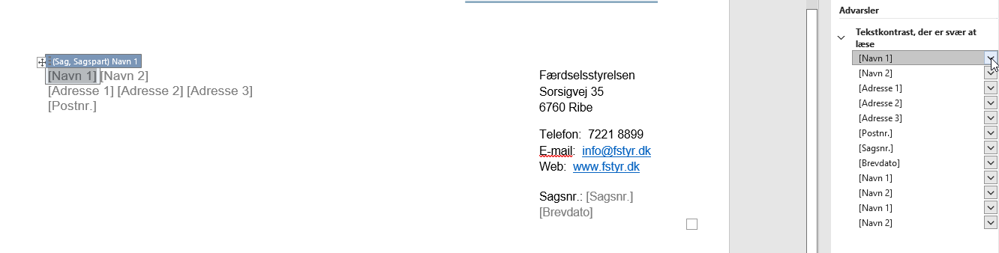 (Sag, Sagspart) Navn 1
[Navn 1] [Navn 2]
[Adresse 1] [Adresse 2] [Adresse 3]
[Postnr.]
Færdselsstyrelsen
Sorsigvej 35
6760 Ribe
Telefon: 7221 8899
E-mail: info@fstyr.dk
Web: www.fstyr.dk
Sagsnr.: [Sagsnr.]
[Brevdato]
Advarsler
Tekstkontrast, der er svær at
læse
[Navn 1]
[Navn 2]
[Adresse 1]
[Adresse 2]
[Adresse 3]
[Postnr.]
[Sagsnr.]
[Brevdato]
[Navn 1]
[Navn 2]
[Navn 1]
[Navn 2]